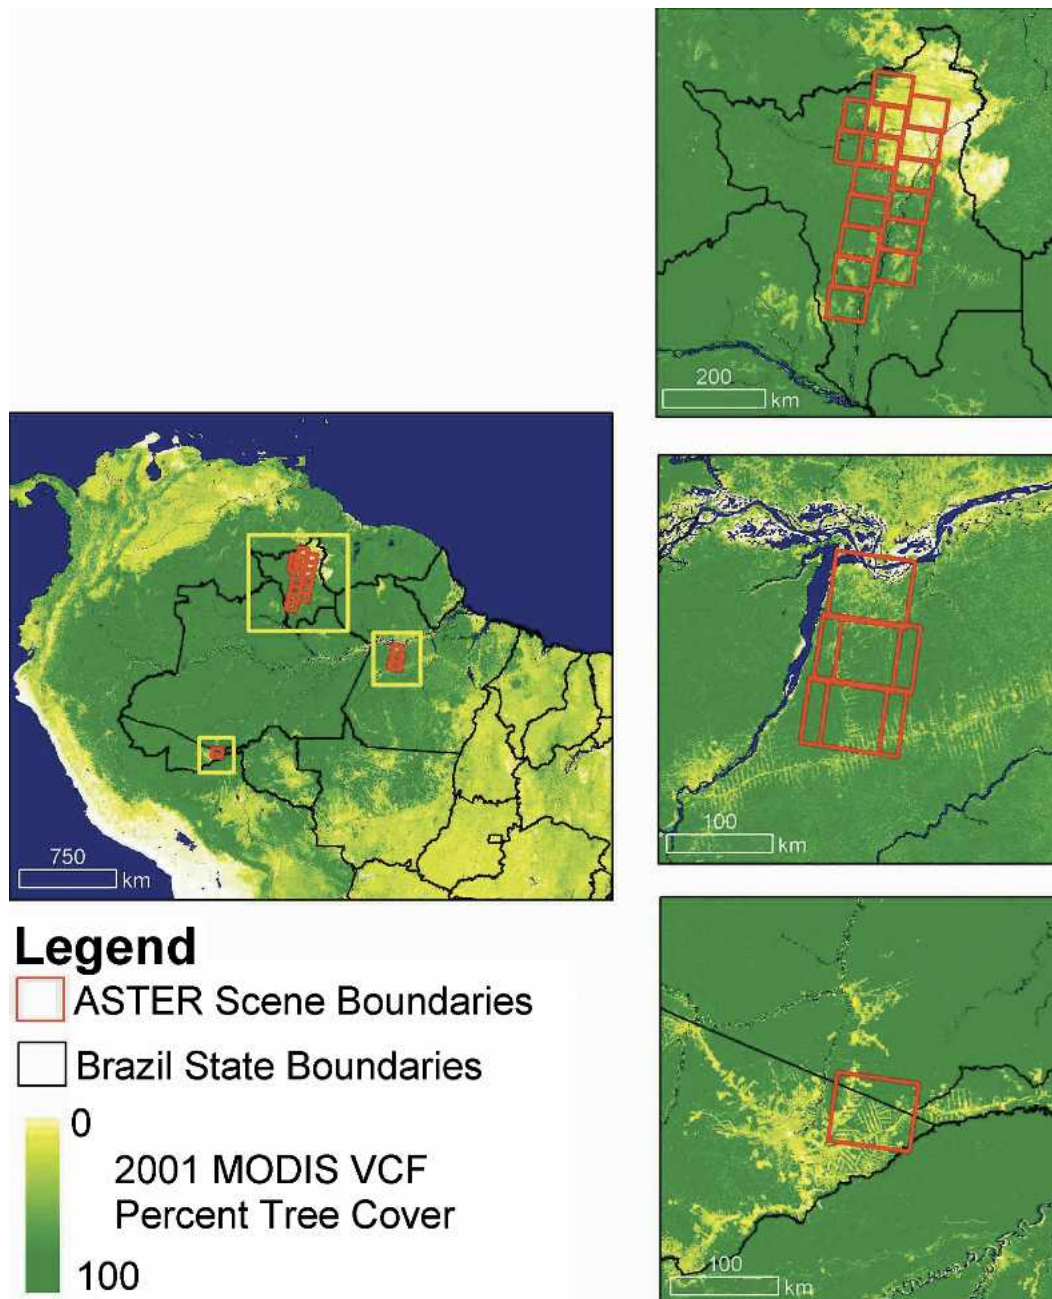 200
km
750
km
100
km
Legend
ASTER Scene Boundaries
Brazil State Boundaries
0
2001 MODIS VCF
Percent Tree Cover
100
100
km